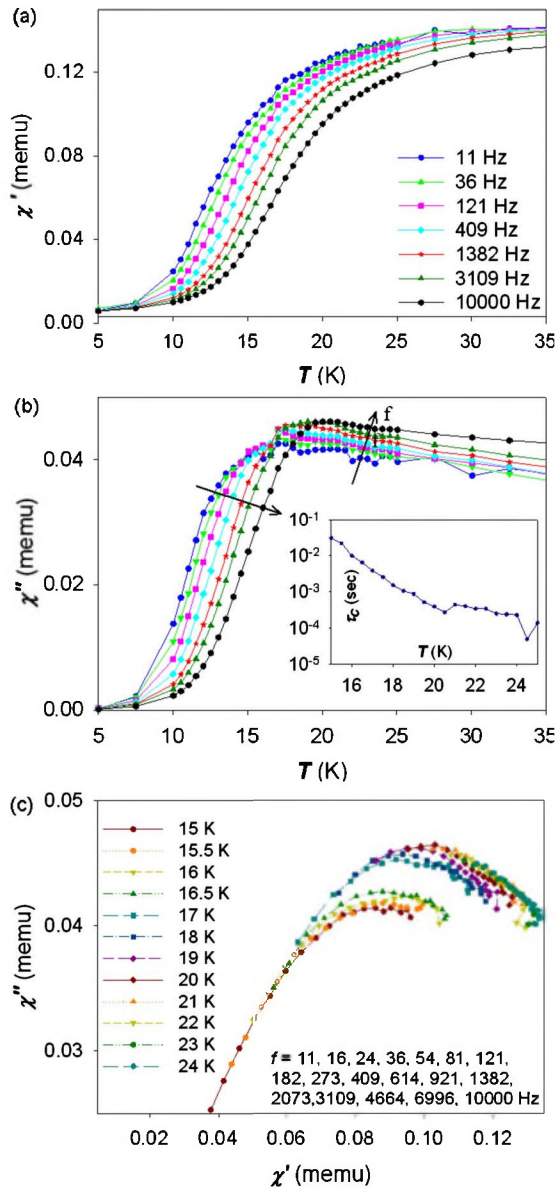 (a)
0.12
0.08
0.04
0.00
χ ' (memu)
11 Hz
36 Hz
121 Hz
409 Hz
1382 Hz
3109 Hz
10000 Hz
5 10 15 20 25 30 35
T (K)
(b)
0.04
0.02
0.00
χ'' (memu)
f
10-1
10-2
10-3
10-4
10-5
τC (sec)
T (K)
16 18 20 22 24
5 10 15 20 25 30 35
T (K)
(c)
0.05
0.04
0.03
χ'' (memu)
15 K
15.5 K
16 K
16.5 K
17 K
18 K
19 K
20 K
21 K
22 K
23 K
24 K
f = 11, 16, 24, 36, 54, 81, 121,
182, 273, 409, 614, 921, 1382,
2073,3109, 4664, 6996, 10000 Hz
0.02 0.04 0.06 0.08 0.10 0.12
χ' (memu)